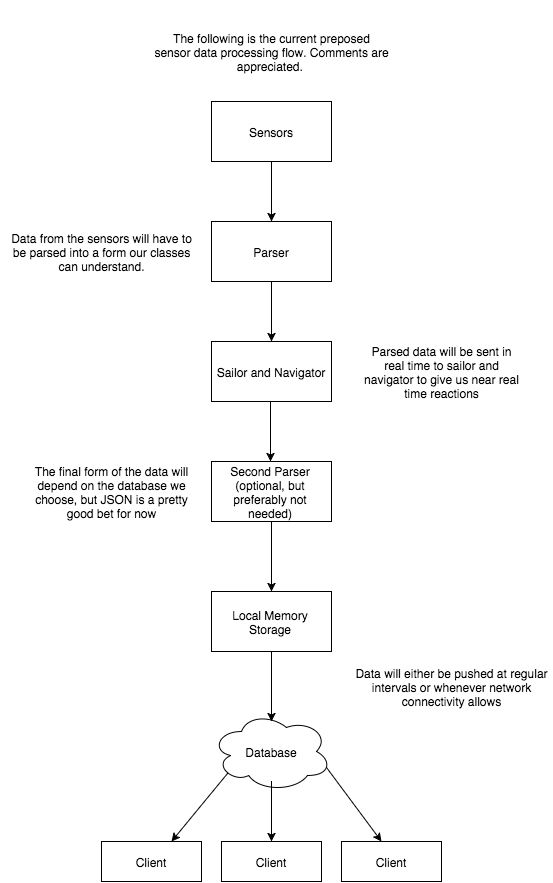 The following is the current preposed
sensor data processing flow. Comments are
appreciated.
Sensors
Data from the sensors will have to
be parsed into a form our classes
can understand.
Parser
Sailor and Navigator
Parsed data will be sent in
real time to sailor and
navigator to give us near real
time reactions
The final form of the data will
depend on the database we
choose, but JSON is a pretty
good bet for now
Second Parser
(optional, but
preferably not
needed)
Local Memory
Storage
Data will either be pushed at regular
intervals or whenever network
connectivity allows
Database
Client
Client
Client